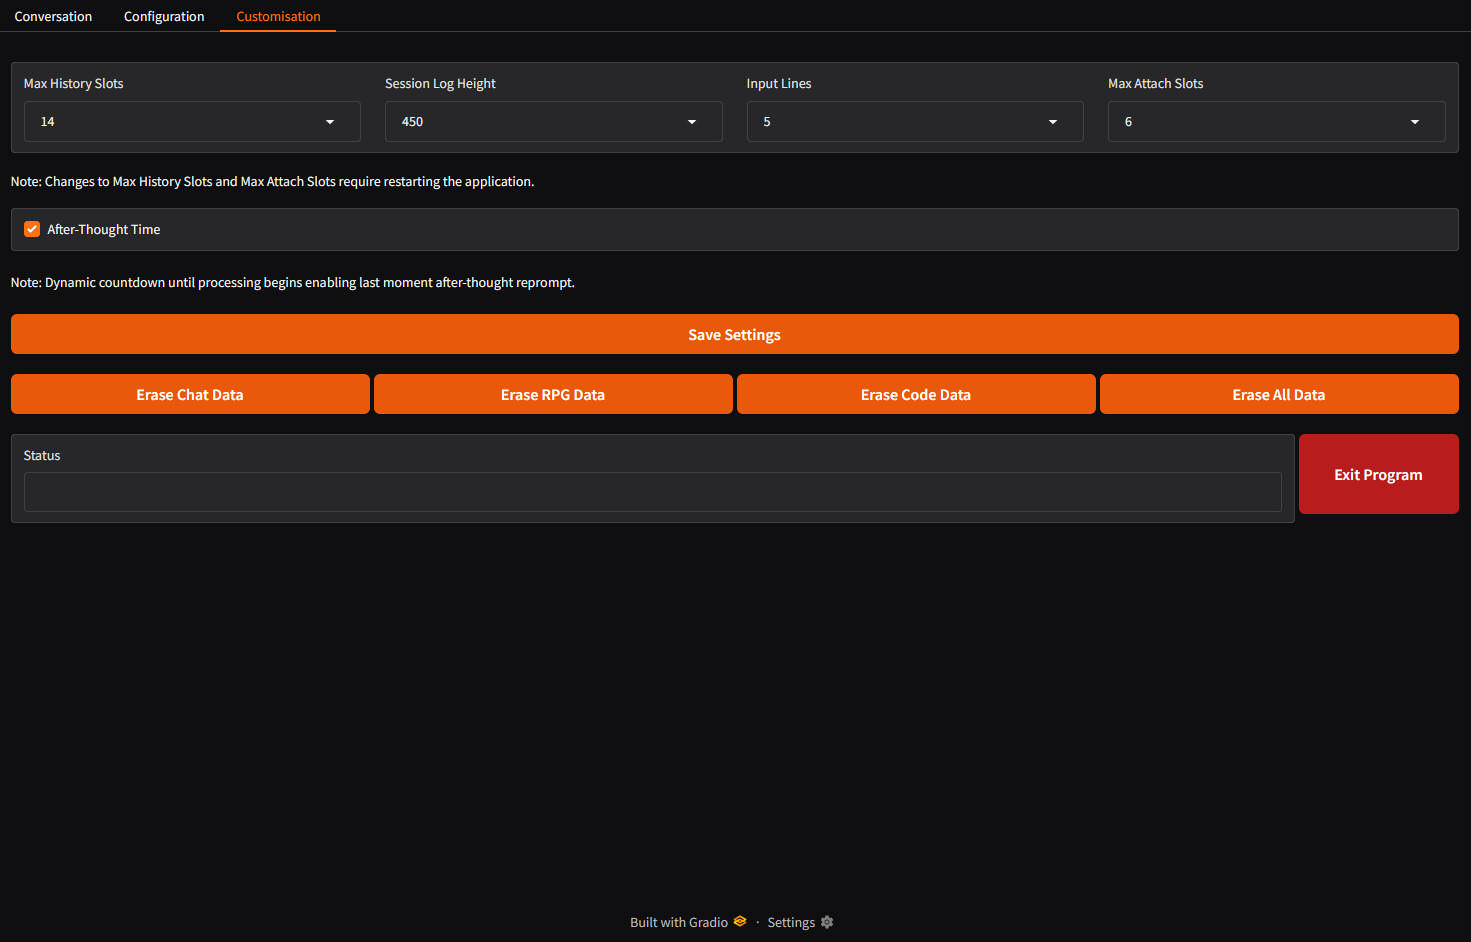 Conversation Configuration Customisation
Max History Slots Session Log Height Input Lines Max Attach Slots
14 450 5 6
Note: Changes to Max History Slots and Max Attach Slots require restarting the application.
After-Thought Time
Note: Dynamic countdown until processing begins enabling last moment after-thought reprompt.
Save Settings
Erase Chat Data Erase RPG Data Erase Code Data Erase All Data
Status
Exit Program
Built with Gradio · Settings